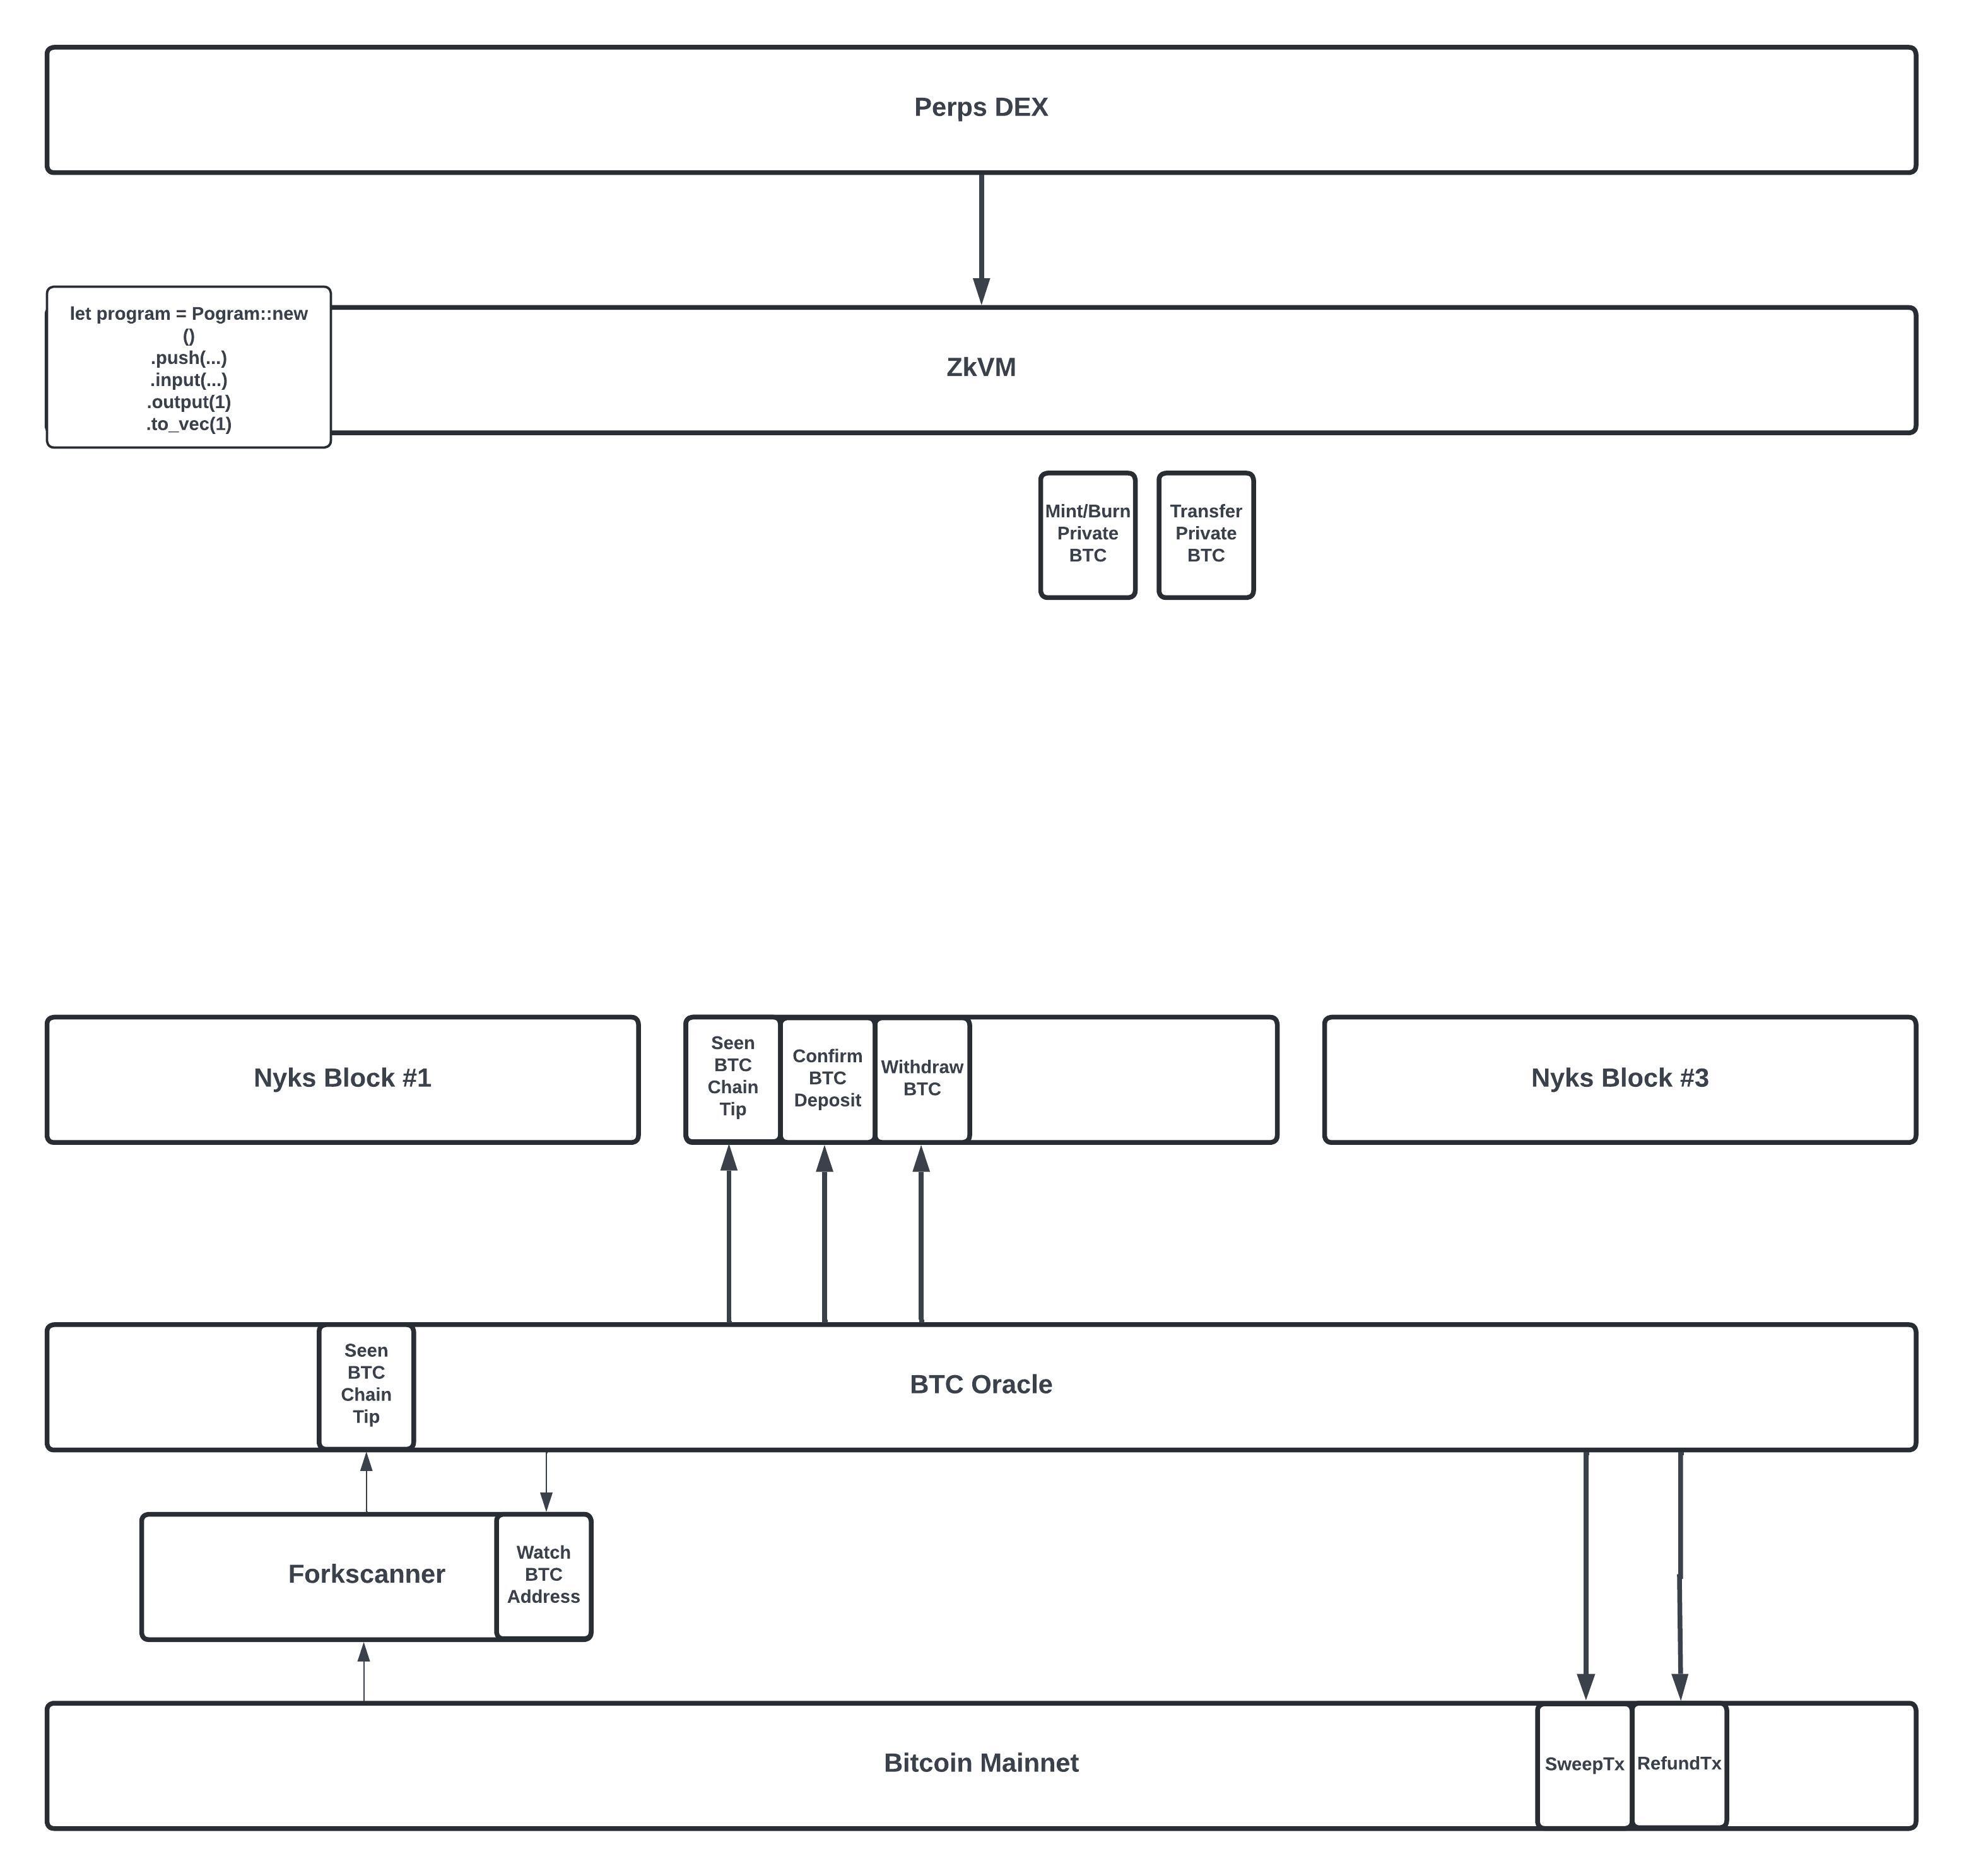 Perps DEX
let program = Pogram::new
()
.push(...)
.input(...)
.output(1)
.to_vec(1)
ZkVM
Mint/Burn
Private
BTC
Transfer
Private
BTC
Nyks Block #1
Seen
BTC
Chain
Tip
Confirm
BTC
Deposit
Withdraw
BTC
Nyks Block #3
Seen
BTC
Chain
Tip
BTC Oracle
Forkscanner
Watch
BTC
Address
Bitcoin Mainnet
SweepTx
RefundTx